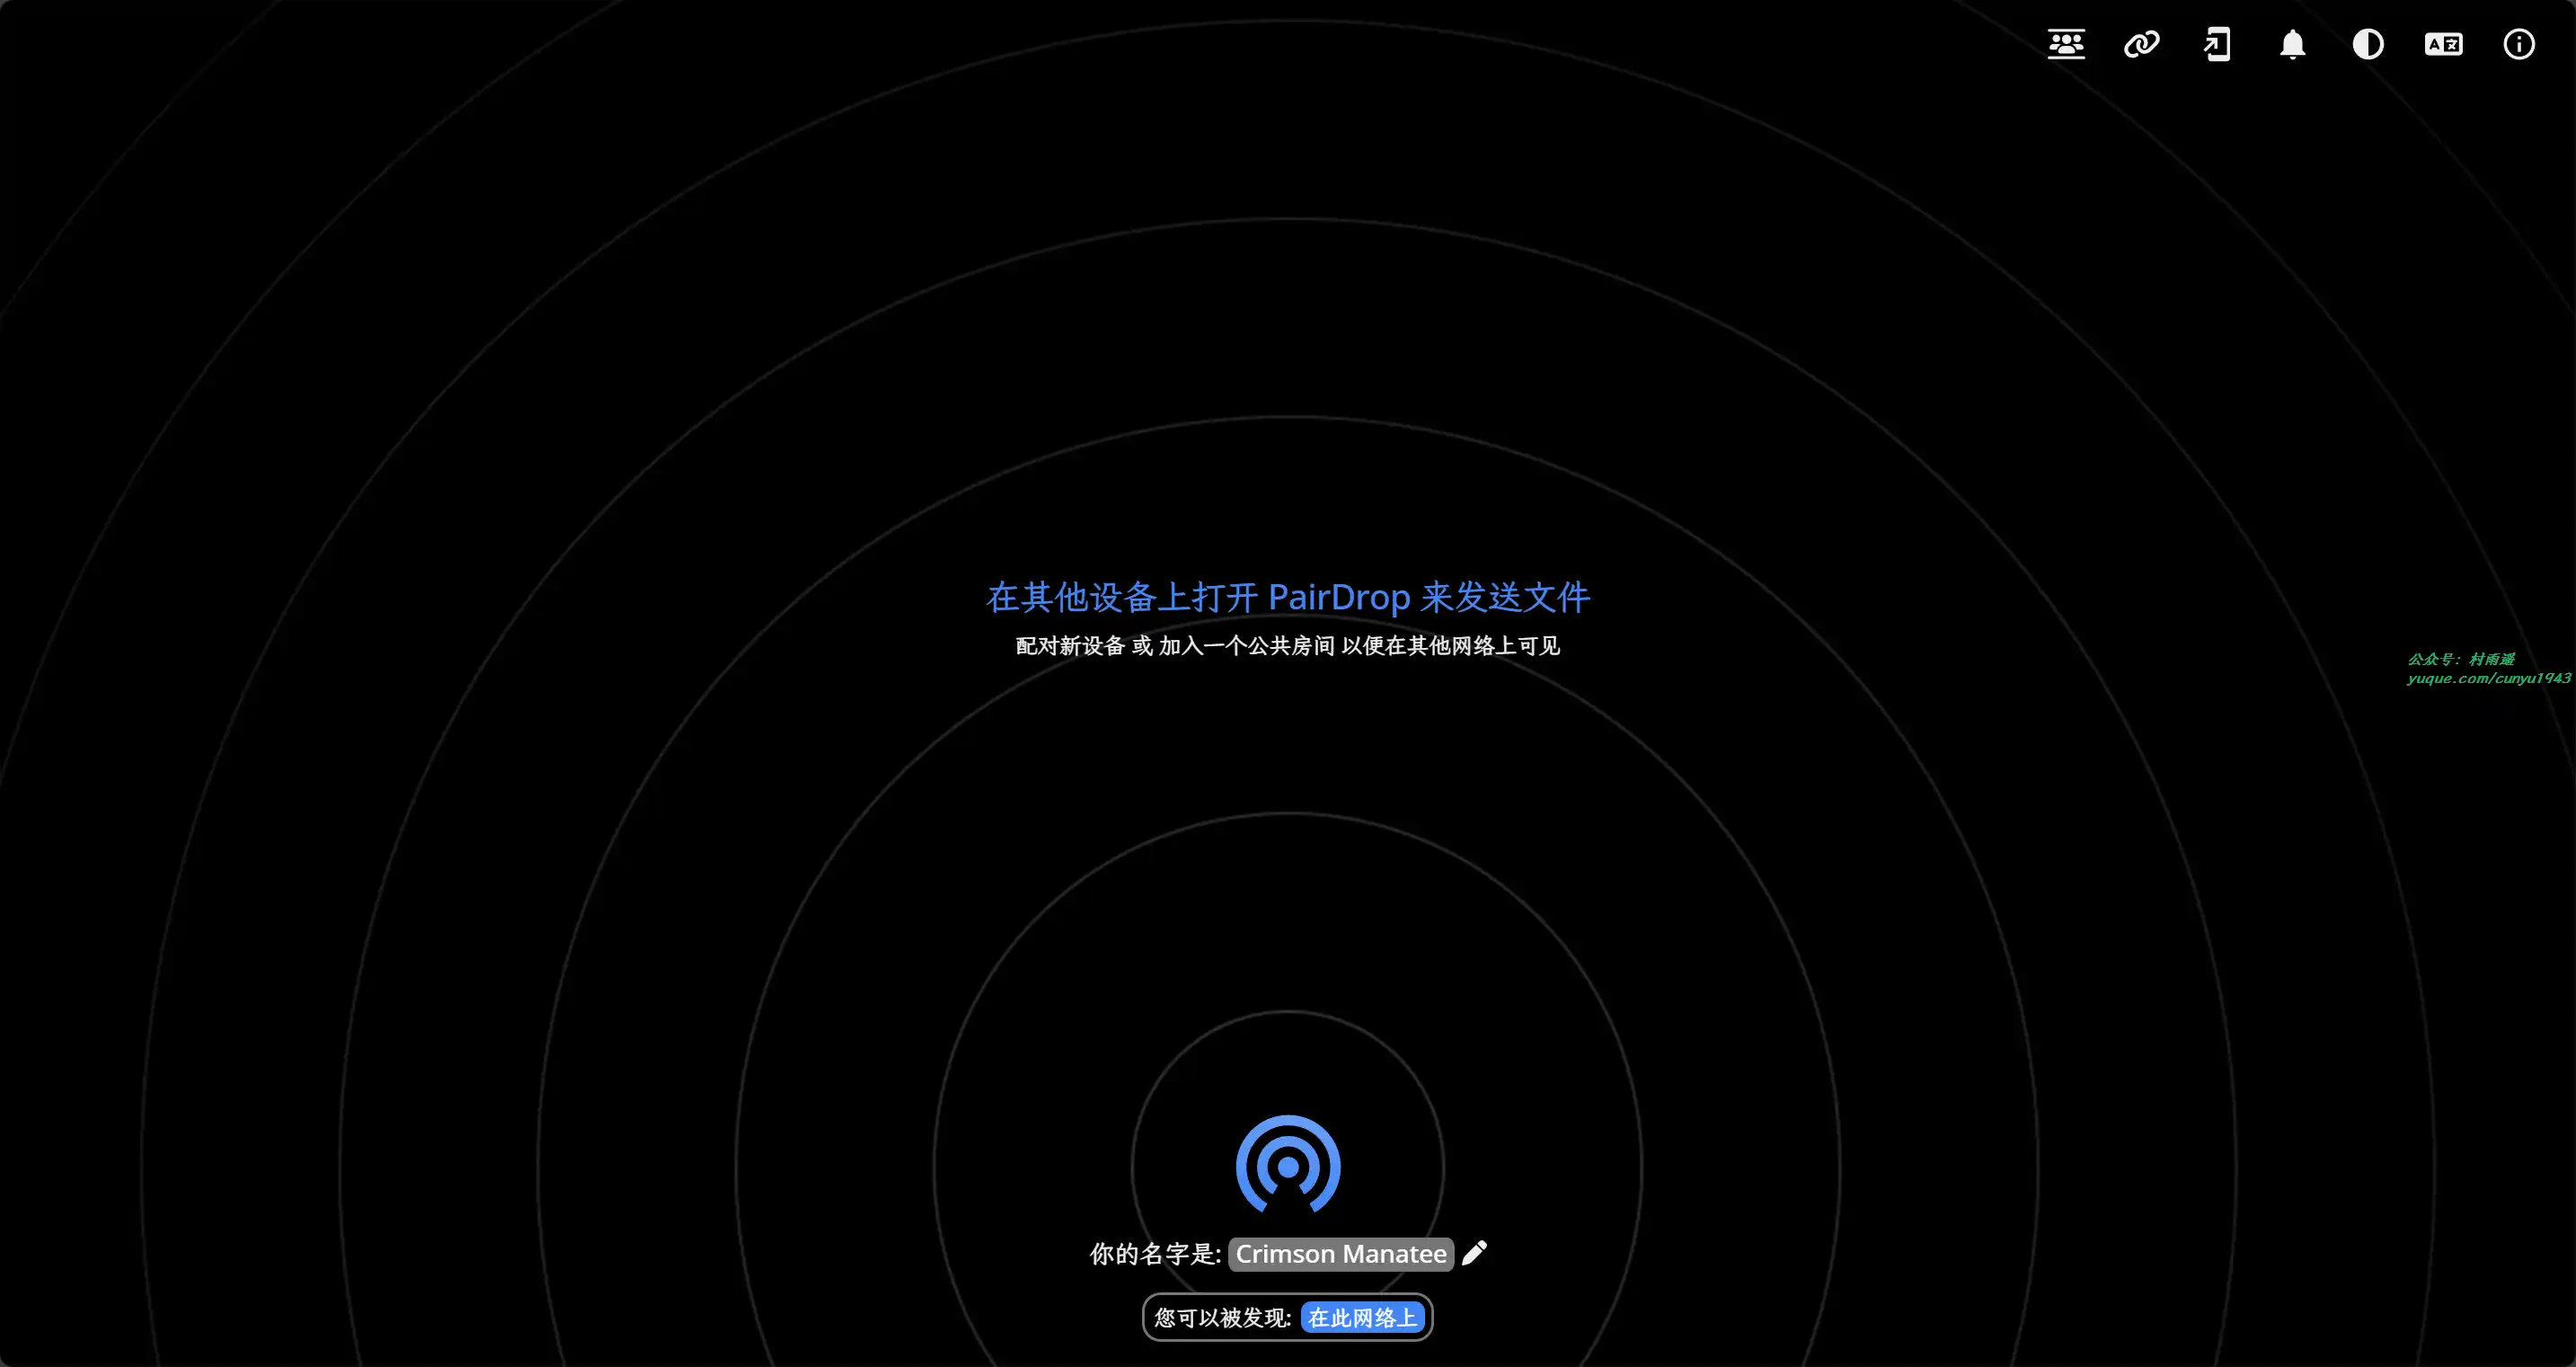 A 文
在其他设备上打开 PairDrop 来发送文件
配对新设备 或 加入一个公共房间 以便在其他网络上可见
公众号：村雨遥
yuque.com/cunyu1943
你的名字是: Crimson Manatee
您可以被发现: 在此网络上